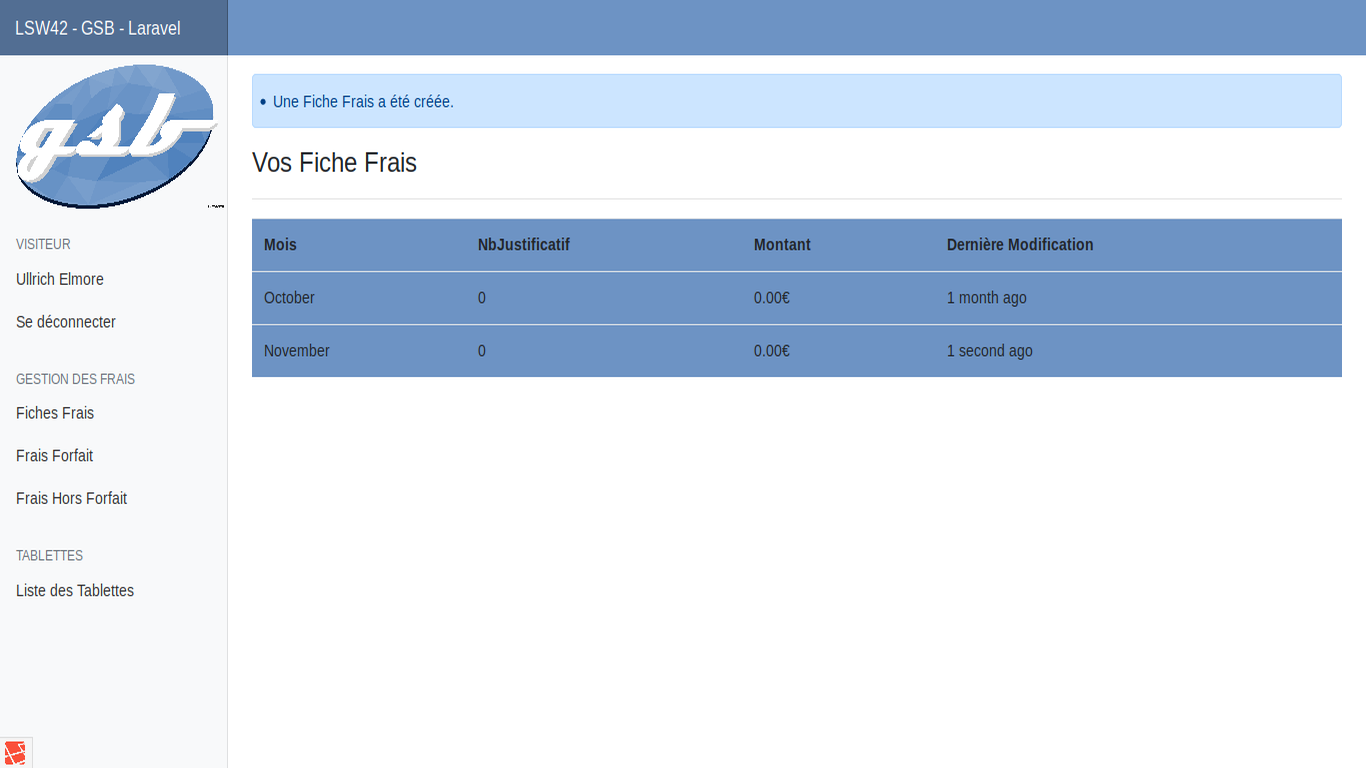 LSW42 - GSB - Laravel
gsb
Une Fiche Frais a été créée.
Vos Fiche Frais
VISITEUR
Ullrich Elmore
Se déconnecter
GESTION DES FRAIS
Fiches Frais
Frais Forfait
Frais Hors Forfait
TABLETTES
Liste des Tablettes
Mois NbJustificatif Montant Dernière Modification
October 0 0.00€ 1 month ago
November 0 0.00€ 1 second ago